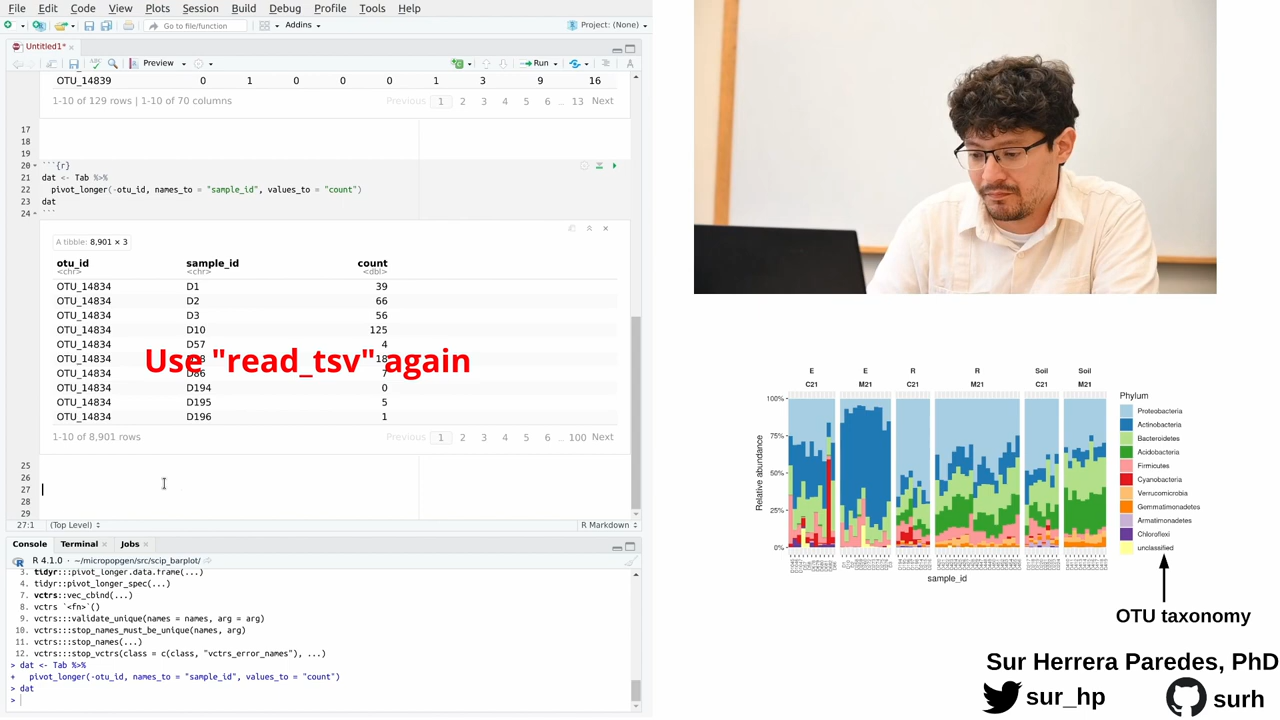 File Edit View Plots Session Build Debug Profile Tools Help
Go to file/function
Addins
Project: (None)
Untitled1*
Preview
Run
OTU_14839 0 1 0 0 0 1 3 9 16
1-10 of 129 rows | 1-10 of 70 columns
Previous 1 2 3 4 5 6 .. 13 Next
17
18
19
20 ```{r}
21 dat <- Tab %>%
22 pivot_longer(-otu_id, names_to = "sample_id", values_to = "count")
23 dat
24 ```
A tibble: 8,901 × 3
otu_id sample_id count
<chr> <chr> <dbl>
OTU_14834 D1 39
OTU_14834 D2 66
OTU_14834 D3 56
OTU_14834 D10 125
OTU_14834 D57 4
Use "read_tsv" again
OTU_14834 18
OTU_14834 D86 7
OTU_14834 D194 0
OTU_14834 D195 5
OTU_14834 D196 1
1-10 of 8,901 rows
Previous 1 2 3 4 5 6 .. 100 Next
25
26
27
28
29
27:1 (Top Level) R Markdown
Console Terminal Jobs
R 4.1.0 · ~/micropopgen/src/scip_barplot/
3. tidyr:::pivot_longer.data.frame(...)
4. tidyr::pivot_longer_spec(...)
7. vctrs::vec_cbind(...)
8. vctrs `<fn>`()
9. vctrs:::validate_unique(names = names, arg = arg)
10. vctrs:::stop_names_must_be_unique(names, arg)
11. vctrs:::stop_names(...)
12. vctrs:::stop_vctrs(class = c(class, "vctrs_error_names"), ...)
> dat <- Tab %>%
+ pivot_longer(-otu_id, names_to = "sample_id", values_to = "count")
> dat
>
E E R R Soil Soil
C21 M21 C21 M21 C21 M21
100%
75%
50%
25%
0%
Relative abundance
sample_id
Phylum
Proteobacteria
Actinobacteria
Bacteroidetes
Acidobacteria
Firmicutes
Cyanobacteria
Verrucomicrobia
Gemmatimonadetes
Armatimonadetes
Chloroflexi
unclassified
OTU taxonomy
Sur Herrera Paredes, PhD
sur_hp surh